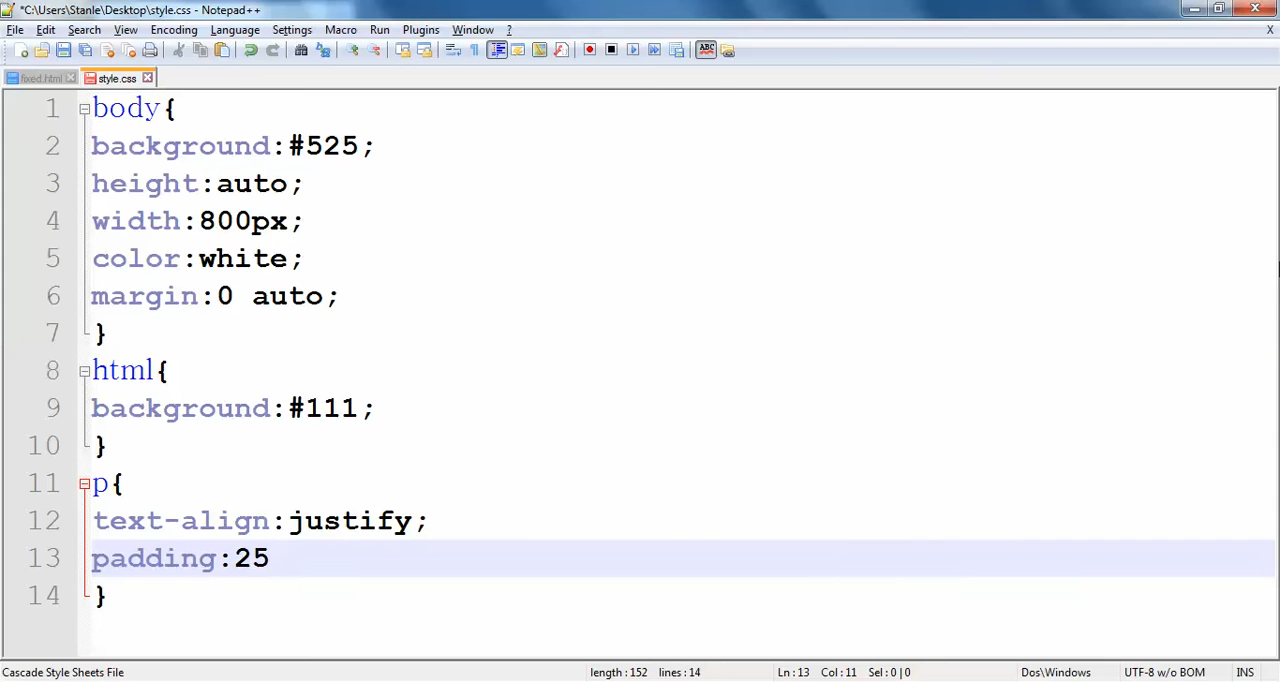 *C:\Users\Stanle\Desktop\style.css - Notepad++
File Edit Search View Encoding Language Settings Macro Run Plugins Window ? X
ABC
fixed.html style.css
1 body{
2 background:#525;
3 height:auto;
4 width:800px;
5 color:white;
6 margin:0 auto;
7 }
8 html{
9 background:#111;
10 }
11 p{
12 text-align:justify;
13 padding:25
14 }
Cascade Style Sheets File length : 152 lines : 14 Ln : 13 Col : 11 Sel : 0 | 0 Dos\Windows UTF-8 w/o BOM INS